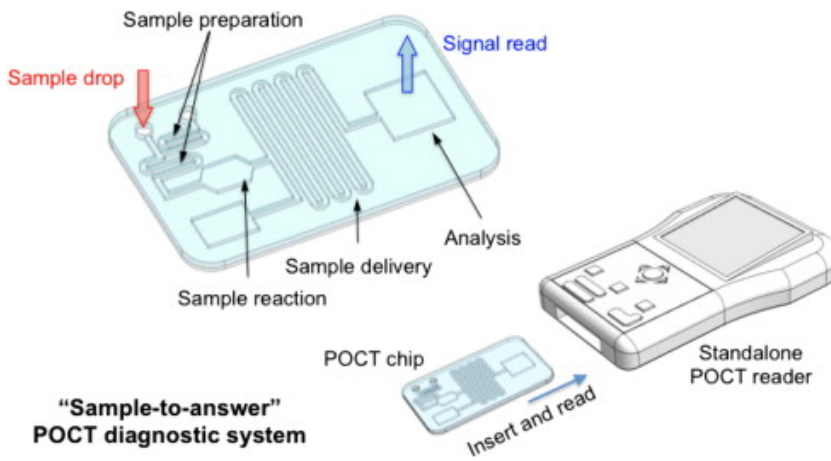 Sample preparation
Signal read
Sample drop
Analysis
Sample delivery
Sample reaction
POCT chip
Standalone
POCT reader
Insert and read
“Sample-to-answer”
POCT diagnostic system